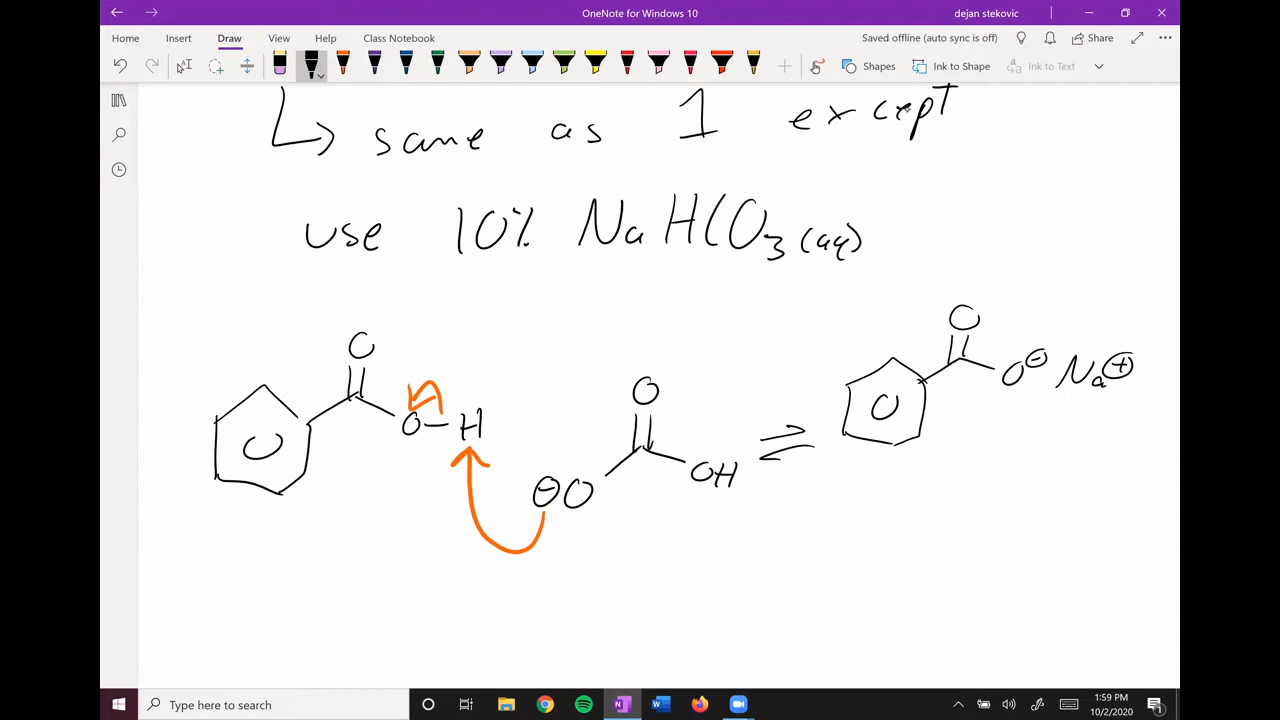 OneNote for Windows 10
dejan stekovic
Home Insert Draw View Help Class Notebook
Saved offline (auto sync is off)
Share
Shapes
Ink to Shape
Ink to Text
↳ same as 1 except
use 10% NaHCO3(aq)
O
O
O⊖ Na⊕
O
O
O-H
O
OH
⊖O
Type here to search
1:59 PM
10/2/2020